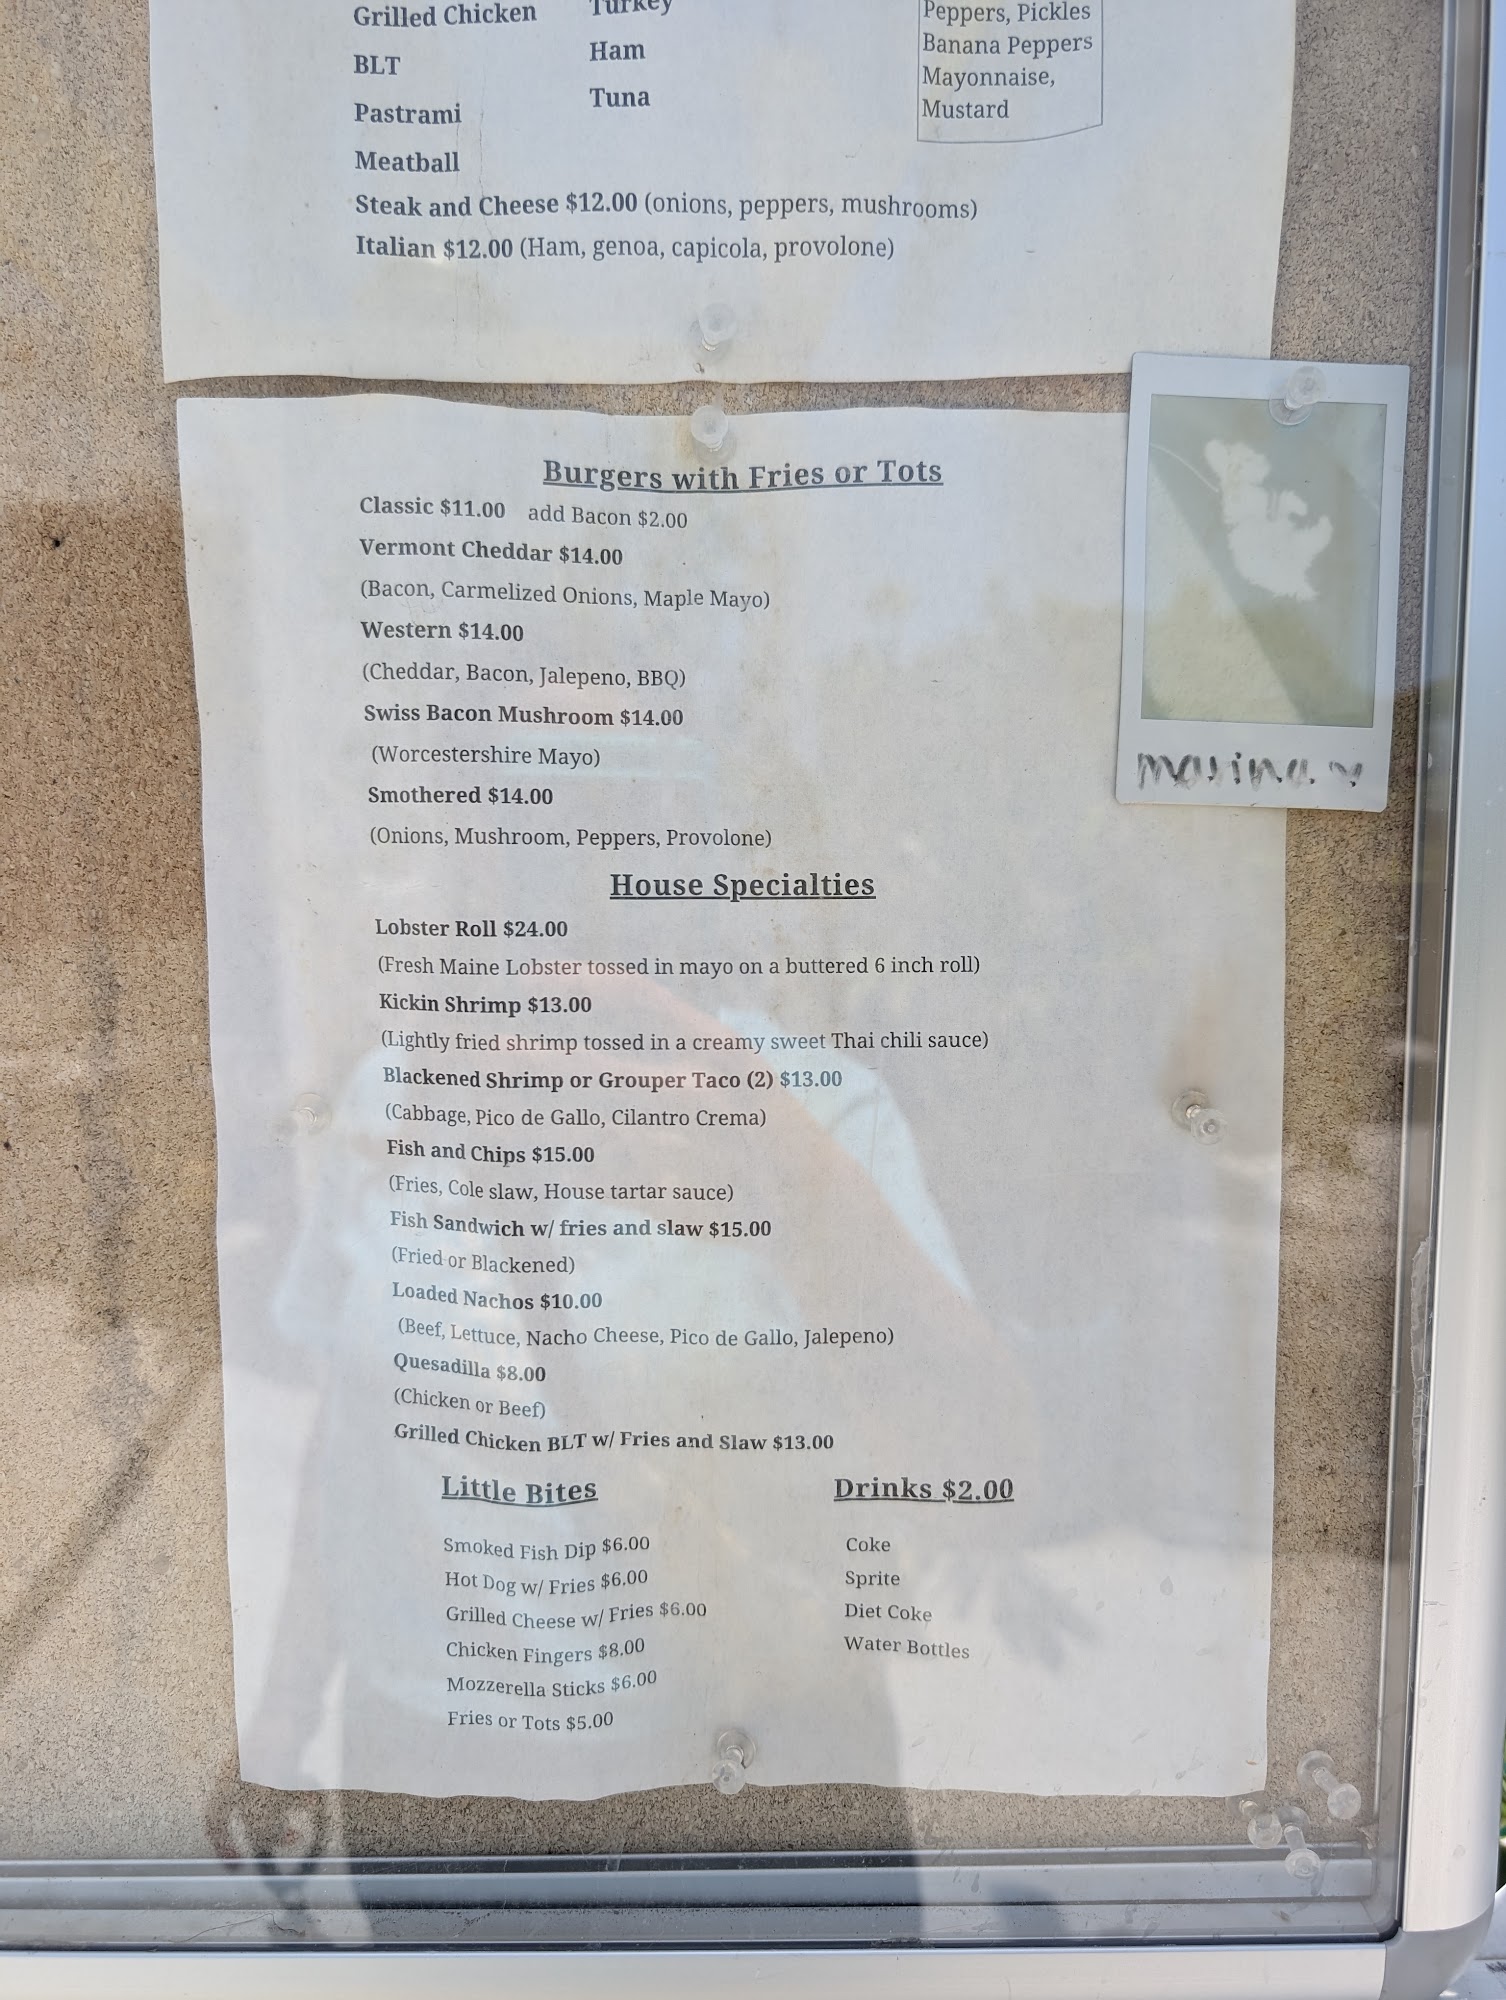 Grilled Chicken
Turkey
BLT
Ham
Pastrami
Tuna
Meatball
Peppers, Pickles
Banana Peppers
Mayonnaise,
Mustard
Steak and Cheese $12.00 (onions, peppers, mushrooms)
Italian $12.00 (Ham, genoa, capicola, provolone)
Burgers with Fries or Tots
Classic $11.00 add Bacon $2.00
Vermont Cheddar $14.00
(Bacon, Carmelized Onions, Maple Mayo)
Western $14.00
(Cheddar, Bacon, Jalepeno, BBQ)
Swiss Bacon Mushroom $14.00
(Worcestershire Mayo)
Smothered $14.00
(Onions, Mushroom, Peppers, Provolone)
marina
House Specialties
Lobster Roll $24.00
(Fresh Maine Lobster tossed in mayo on a buttered 6 inch roll)
Kickin Shrimp $13.00
(Lightly fried shrimp tossed in a creamy sweet Thai chili sauce)
Blackened Shrimp or Grouper Taco (2) $13.00
(Cabbage, Pico de Gallo, Cilantro Crema)
Fish and Chips $15.00
(Fries, Cole slaw, House tartar sauce)
Fish Sandwich w/ fries and slaw $15.00
(Fried or Blackened)
Loaded Nachos $10.00
(Beef, Lettuce, Nacho Cheese, Pico de Gallo, Jalepeno)
Quesadilla $8.00
(Chicken or Beef)
Grilled Chicken BLT w/ Fries and Slaw $13.00
Little Bites
Smoked Fish Dip $6.00
Hot Dog w/ Fries $6.00
Grilled Cheese w/ Fries $6.00
Chicken Fingers $8.00
Mozzerella Sticks $6.00
Fries or Tots $5.00
Drinks $2.00
Coke
Sprite
Diet Coke
Water Bottles